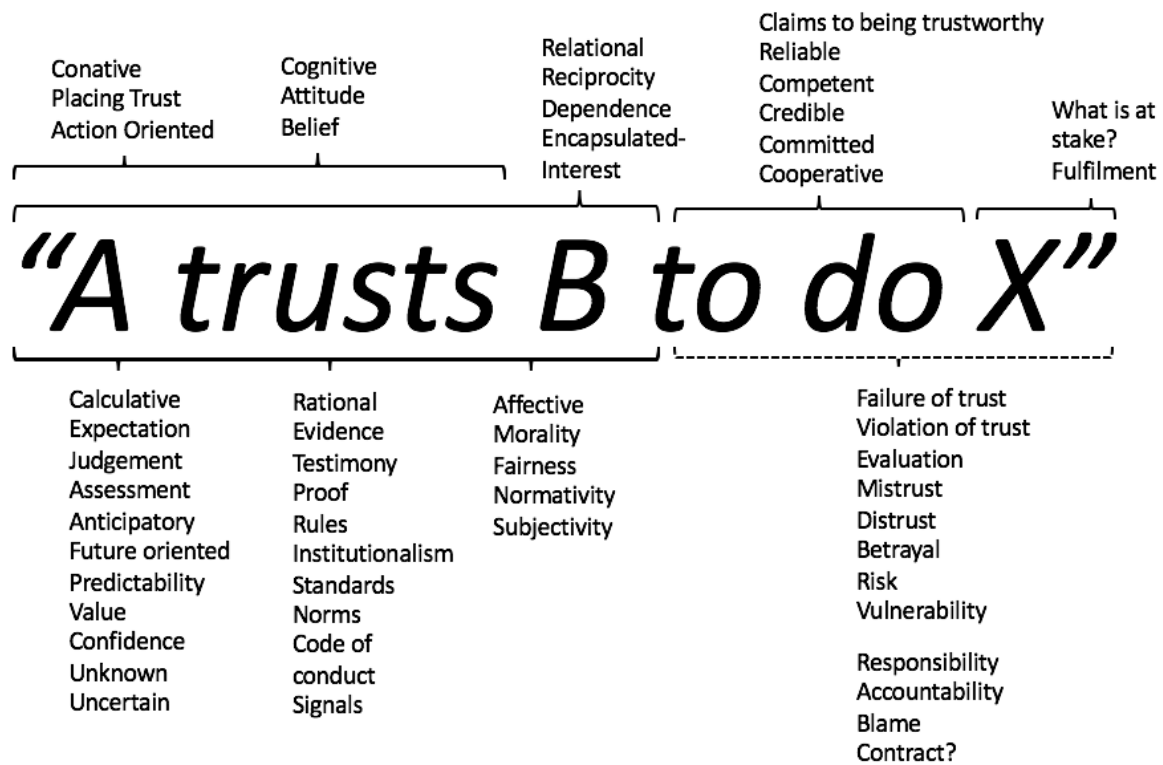 Conative
Placing Trust
Action Oriented
Cognitive
Attitude
Belief
Relational
Reciprocity
Dependence
Encapsulated-
Interest
Claims to being trustworthy
Reliable
Competent
Credible
Committed
Cooperative
What is at
stake?
Fulfilment
“A trusts B to do X”
Calculative
Expectation
Judgement
Assessment
Anticipatory
Future oriented
Predictability
Value
Confidence
Unknown
Uncertain
Rational
Evidence
Testimony
Proof
Rules
Institutionalism
Standards
Norms
Code of
conduct
Signals
Affective
Morality
Fairness
Normativity
Subjectivity
Failure of trust
Violation of trust
Evaluation
Mistrust
Distrust
Betrayal
Risk
Vulnerability
Responsibility
Accountability
Blame
Contract?